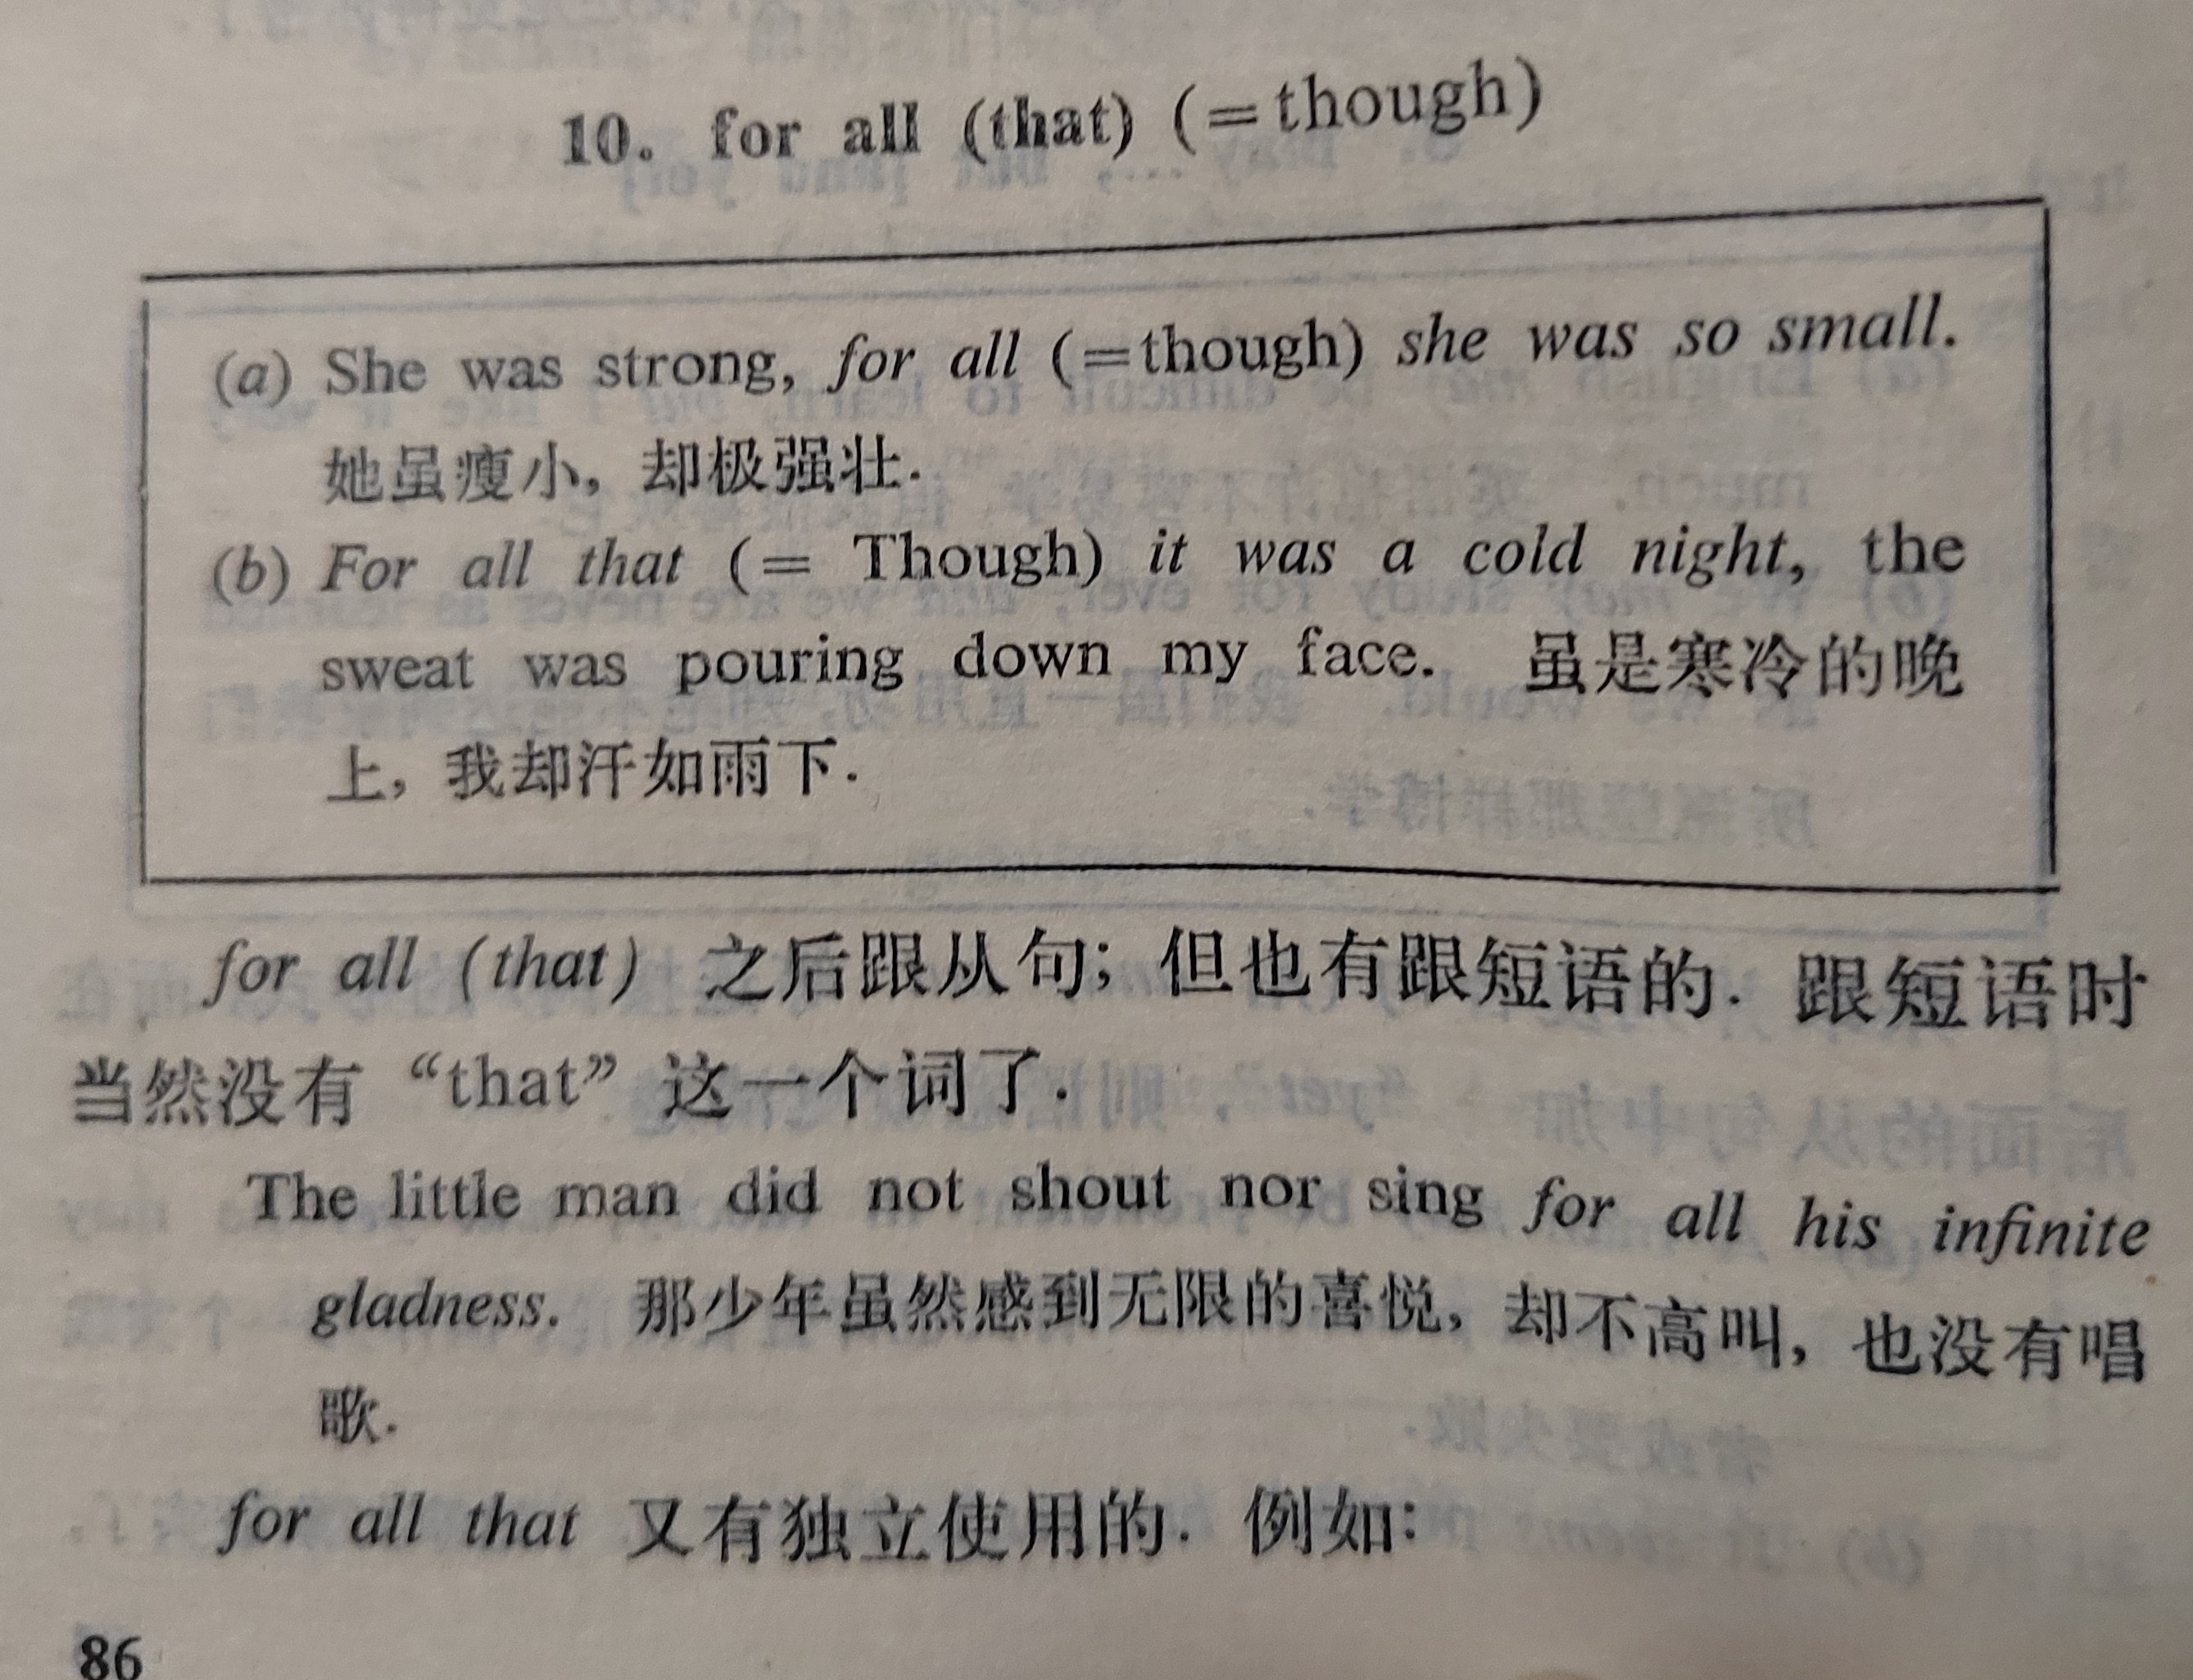 10. for all (that) (=though)
(a) She was strong, for all (=though) she was so small.
她虽瘦小, 却极强壮.
(b) For all that (= Though) it was a cold night, the
sweat was pouring down my face. 虽是寒冷的晚
上, 我却汗如雨下.
for all (that) 之后跟从句; 但也有跟短语的. 跟短语时
当然没有 “that” 这一个词了.
The little man did not shout nor sing for all his infinite
gladness. 那少年虽然感到无限的喜悦, 却不高叫, 也没有唱
歌.
for all that 又有独立使用的. 例如:
86